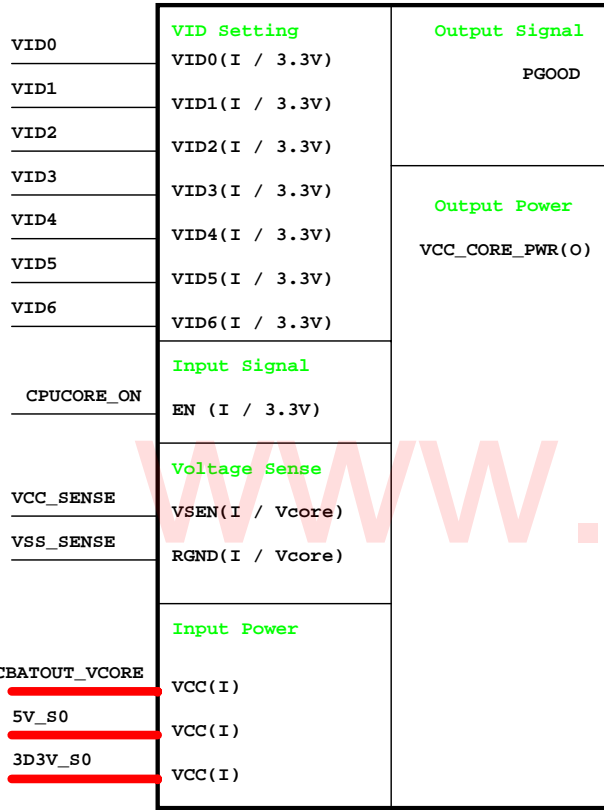 VID Setting
Output Signal
VID0
VID0(I / 3.3V)
PGOOD
VID1
VID1(I / 3.3V)
VID2
VID2(I / 3.3V)
VID3
VID3(I / 3.3V)
Output Power
VID4
VID4(I / 3.3V)
VCC_CORE_PWR(O)
VID5
VID5(I / 3.3V)
VID6
VID6(I / 3.3V)
Input Signal
CPUCORE_ON
EN (I / 3.3V)
Voltage Sense
www.
VCC_SENSE
VSEN(I / Vcore)
VSS_SENSE
RGND(I / Vcore)
Input Power
CBATOUT_VCORE
VCC(I)
5V_S0
VCC(I)
3D3V_S0
VCC(I)